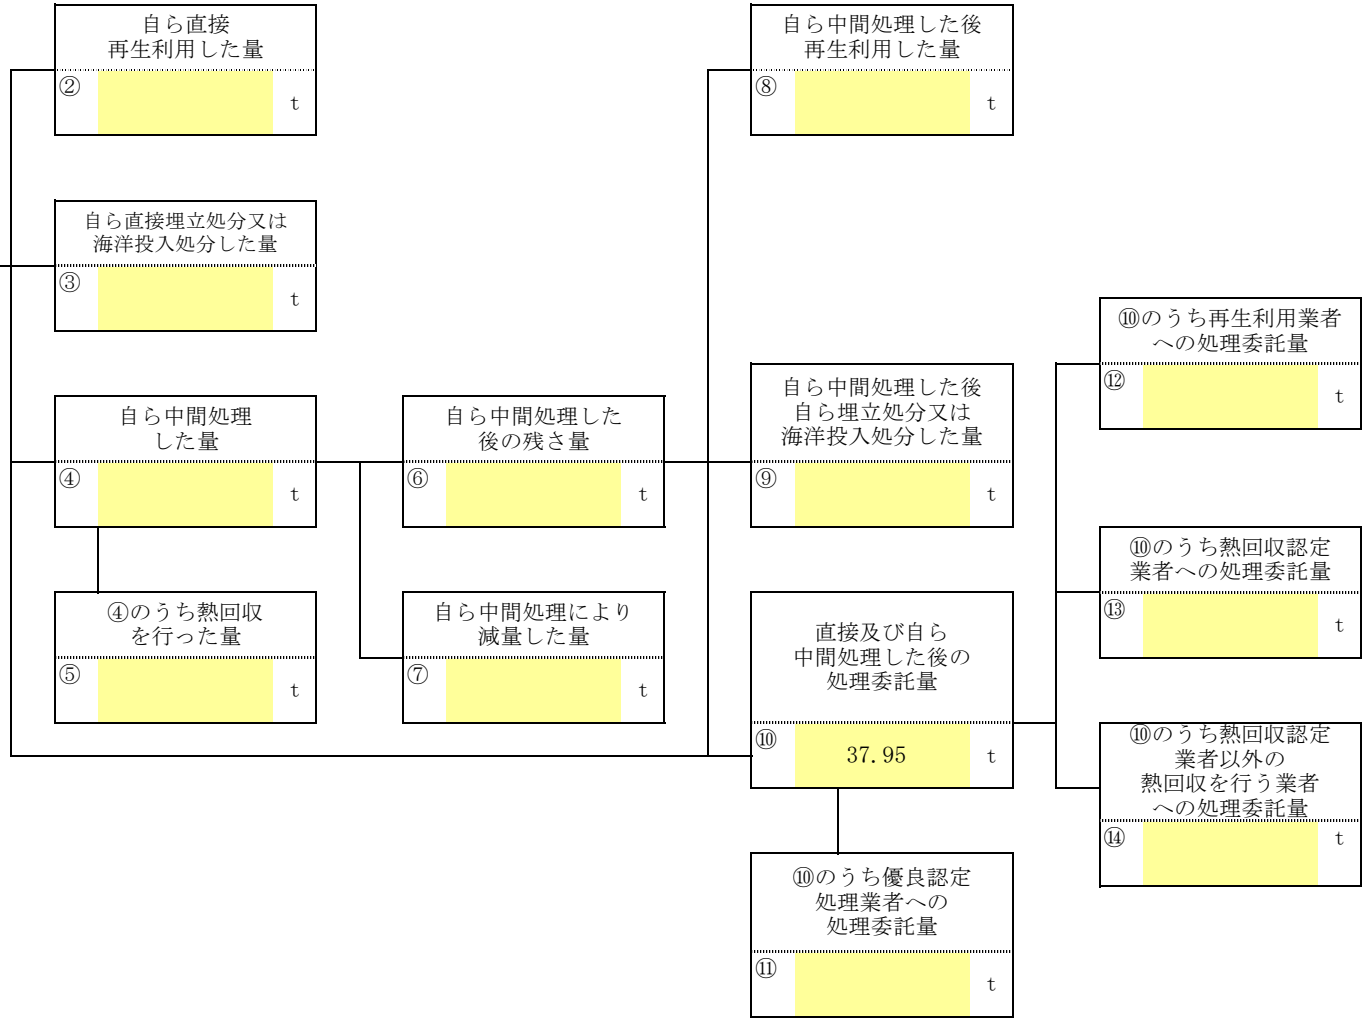 自ら直接
再生利用した量
②
t
自ら中間処理した後
再生利用した量
⑧
t
自ら直接埋立処分又は
海洋投入処分した量
③
t
⑩のうち再生利用業者
への処理委託量
⑫
t
自ら中間処理
した量
④
t
自ら中間処理した
後の残さ量
⑥
t
自ら中間処理した後
自ら埋立処分又は
海洋投入処分した量
⑨
t
⑩のうち熱回収認定
業者への処理委託量
⑬
t
④のうち熱回収
を行った量
⑤
t
自ら中間処理により
減量した量
⑦
t
直接及び自ら
中間処理した後の
処理委託量
⑩
37.95
t
⑩のうち熱回収認定
業者以外の
熱回収を行う業者
への処理委託量
⑭
t
⑩のうち優良認定
処理業者への
処理委託量
⑪
t